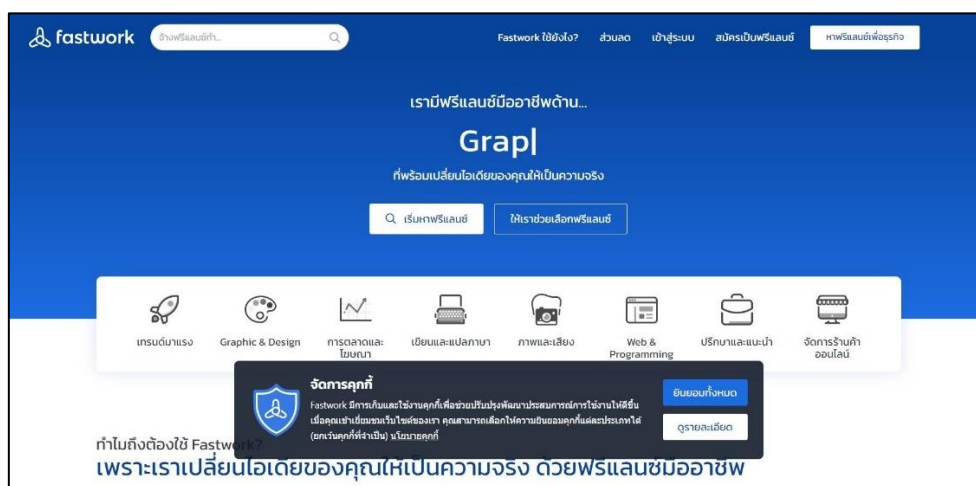 fastwork
จ้างฟรีแลนซ์ทำ...
Fastwork ใช้ยังไง?
ส่วนลด
เข้าสู่ระบบ
สมัครเป็นฟรีแลนซ์
หาฟรีแลนซ์เพื่อธุรกิจ
เรามีฟรีแลนซ์มืออาชีพด้าน...
Grap|
ที่พร้อมเปลี่ยนไอเดียของคุณให้เป็นความจริง
เริ่มหาฟรีแลนซ์
ให้เราช่วยเลือกฟรีแลนซ์
เทรนด์มาแรง
Graphic & Design
การตลาดและ
โฆษณา
เขียนและแปลภาษา
ภาพและเสียง
Web &
Programming
ปรึกษาและแนะนำ
จัดการร้านค้า
ออนไลน์
จัดการคุกกี้
Fastwork มีการเก็บและใช้งานคุกกี้เพื่อช่วยปรับปรุงพัฒนาประสบการณ์การใช้งานให้ดีขึ้น
เมื่อคุณเข้าเยี่ยมชมเว็บไซต์ของเรา คุณสามารถเลือกให้ความยินยอมคุกกี้แต่ละประเภทได้
(ยกเว้นคุกกี้ที่จำเป็น) นโยบายคุกกี้
ยินยอมทั้งหมด
ดูรายละเอียด
ทำไมถึงต้องใช้ Fastwork?
เพราะเราเปลี่ยนไอเดียของคุณให้เป็นความจริง ด้วยฟรีแลนซ์มืออาชีพ